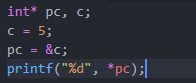 int* pc, c;
c = 5;
pc = &c;
printf("%d", *pc);